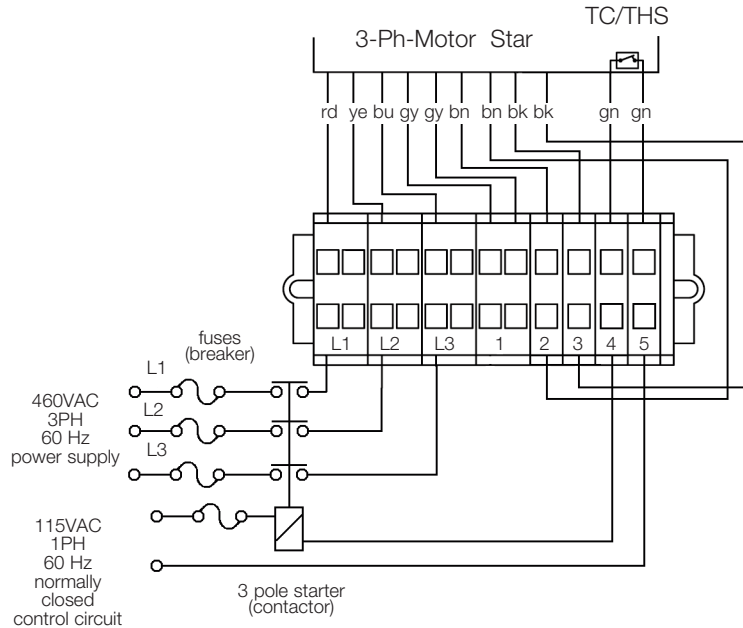 TC/THS
3-Ph-Motor Star
rd ye bu gy gy bn bn bk bk gn gn
L1 L2 L3 1 2 3 4 5
fuses
(breaker)
L1
L2
L3
460VAC
3PH
60 Hz
power supply
115VAC
1PH
60 Hz
normally
closed
control circuit
3 pole starter
(contactor)